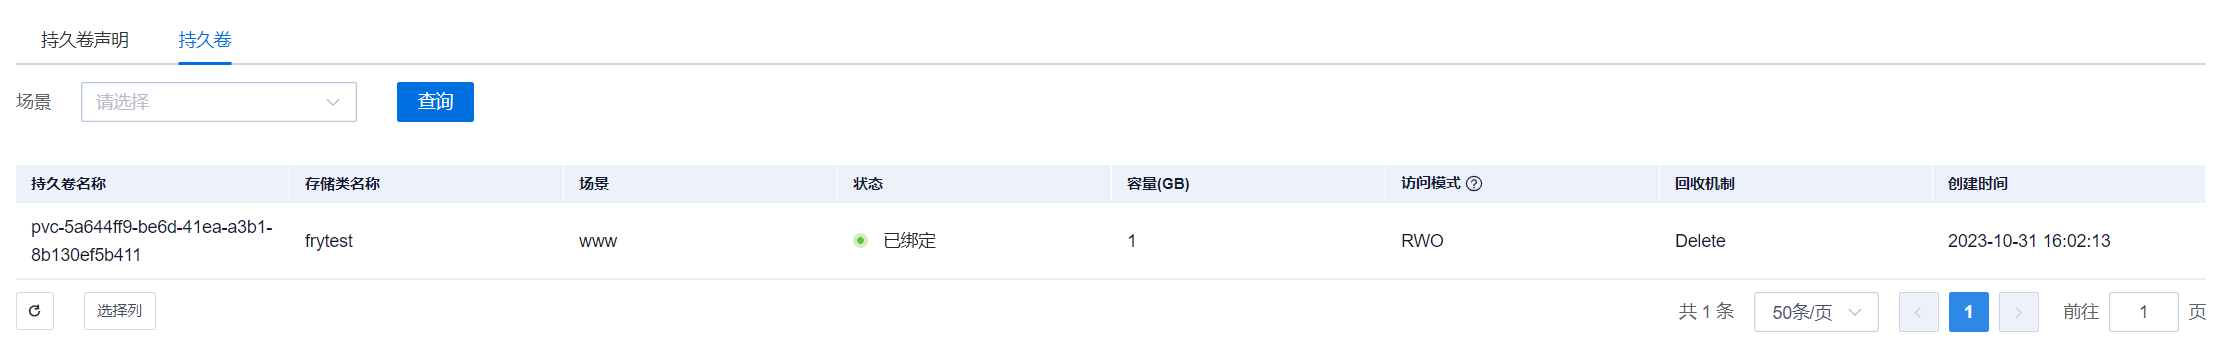 持久卷声明 持久卷
场景 请选择 查询
持久卷名称 存储类名称 场景 状态 容量(GB) 访问模式 回收机制 创建时间
pvc-5a644ff9-be6d-41ea-a3b1-
8b130ef5b411 frytest www 已绑定 1 RWO Delete 2023-10-31 16:02:13
选择列 共 1 条 50条/页 1 前往 1 页